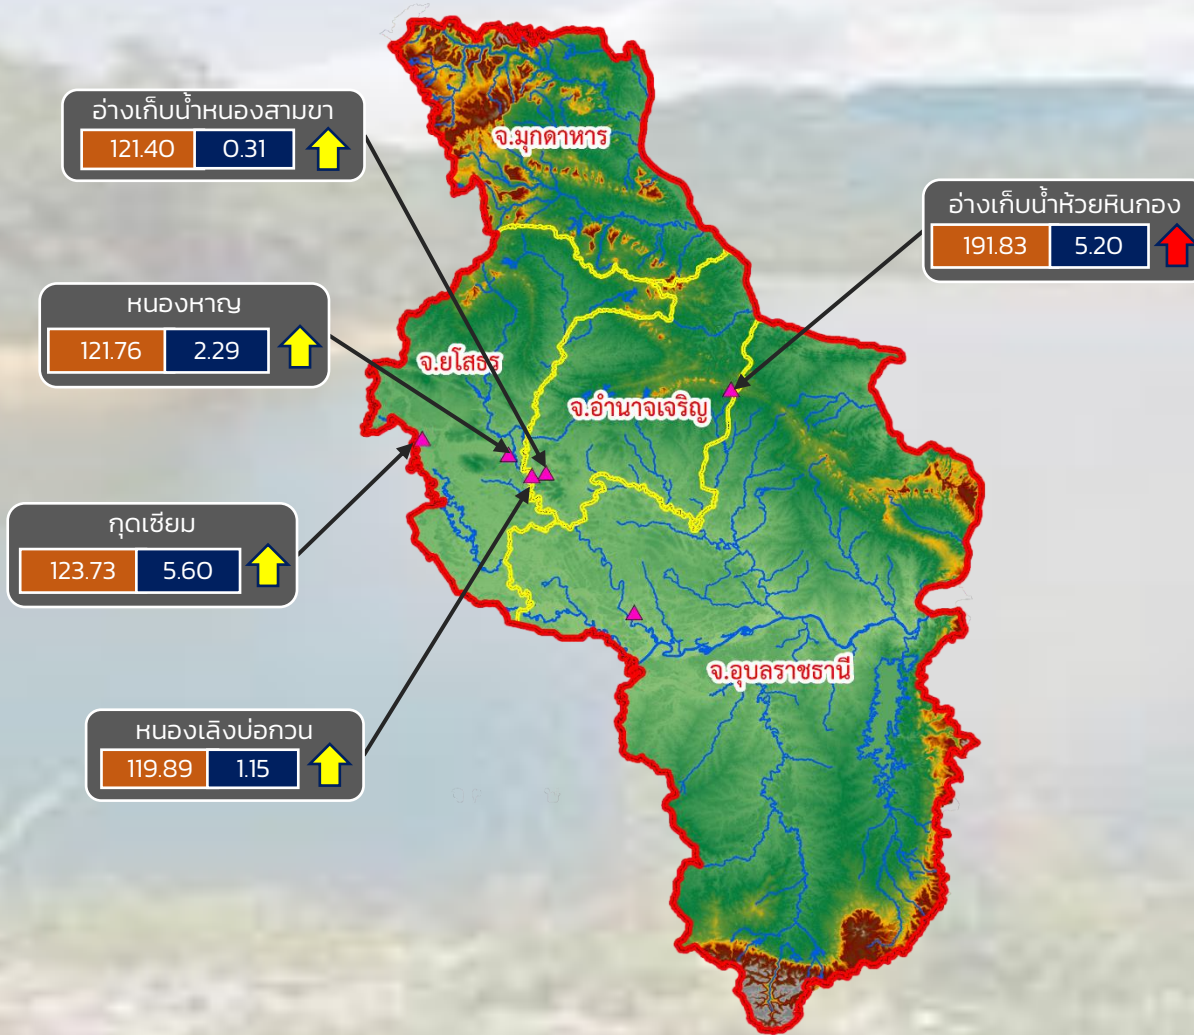 อ่างเก็บน้ำหนองสามขา
121.40 0.31
จ.มุกดาหาร
อ่างเก็บน้ำห้วยหินกอง
191.83 5.20
หนองหาญ
121.76 2.29
จ.ยโสธร
จ.อำนาจเจริญ
กุดเซียม
123.73 5.60
จ.อุบลราชธานี
หนองเลิงบ่อกวน
119.89 1.15